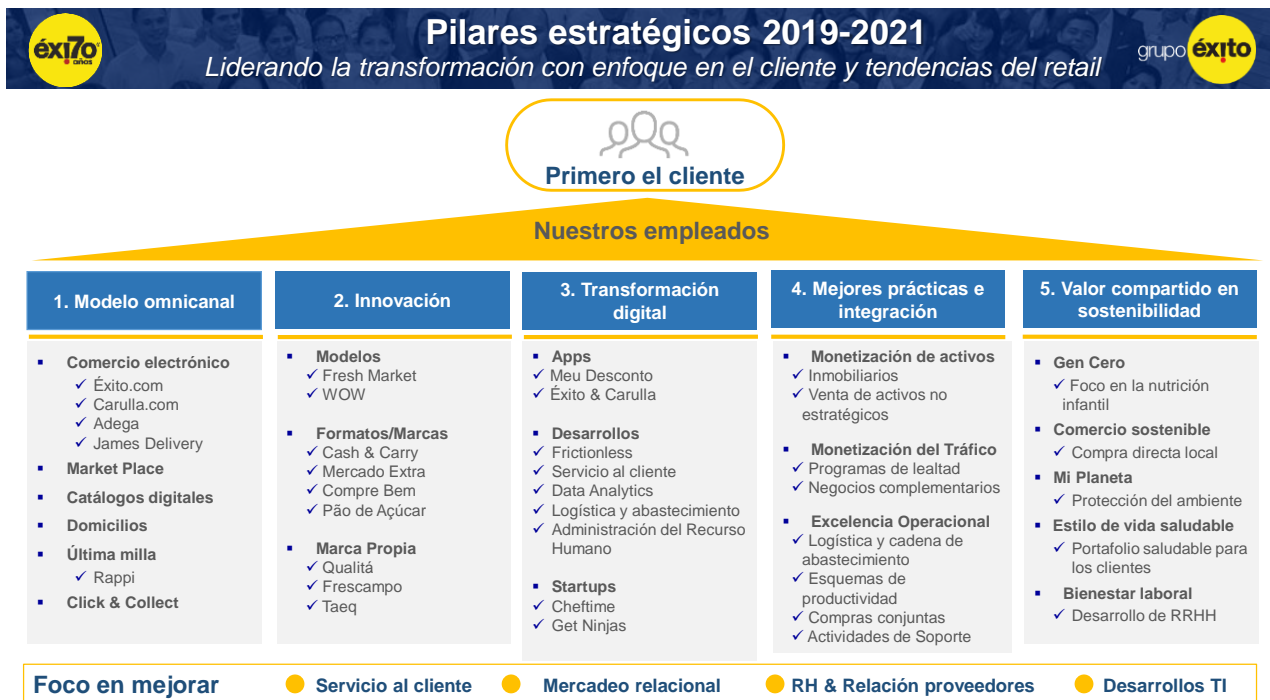 éxi70
años
Pilares estratégicos 2019-2021
Liderando la transformación con enfoque en el cliente y tendencias del retail
grupo éxito
Primero el cliente
Nuestros empleados
1. Modelo omnicanal
Comercio electrónico
Éxito.com
Carulla.com
Adega
James Delivery
Market Place
Catálogos digitales
Domicilios
Última milla
Rappi
Click & Collect
2. Innovación
Modelos
Fresh Market
WOW
Formatos/Marcas
Cash & Carry
Mercado Extra
Compre Bem
Pão de Açúcar
Marca Propia
Qualitá
Frescampo
Taeq
3. Transformación
digital
Apps
Meu Desconto
Éxito & Carulla
Desarrollos
Frictionless
Servicio al cliente
Data Analytics
Logística y abastecimiento
Administración del Recurso
Humano
Startups
Cheftime
Get Ninjas
4. Mejores prácticas e
integración
Monetización de activos
Inmobiliarios
Venta de activos no
estratégicos
Monetización del Tráfico
Programas de lealtad
Negocios complementarios
Excelencia Operacional
Logística y cadena de
abastecimiento
Esquemas de
productividad
Compras conjuntas
Actividades de Soporte
5. Valor compartido en
sostenibilidad
Gen Cero
Foco en la nutrición
infantil
Comercio sostenible
Compra directa local
Mi Planeta
Protección del ambiente
Estilo de vida saludable
Portafolio saludable para
los clientes
Bienestar laboral
Desarrollo de RRHH
Foco en mejorar
Servicio al cliente
Mercadeo relacional
RH & Relación proveedores
Desarrollos TI